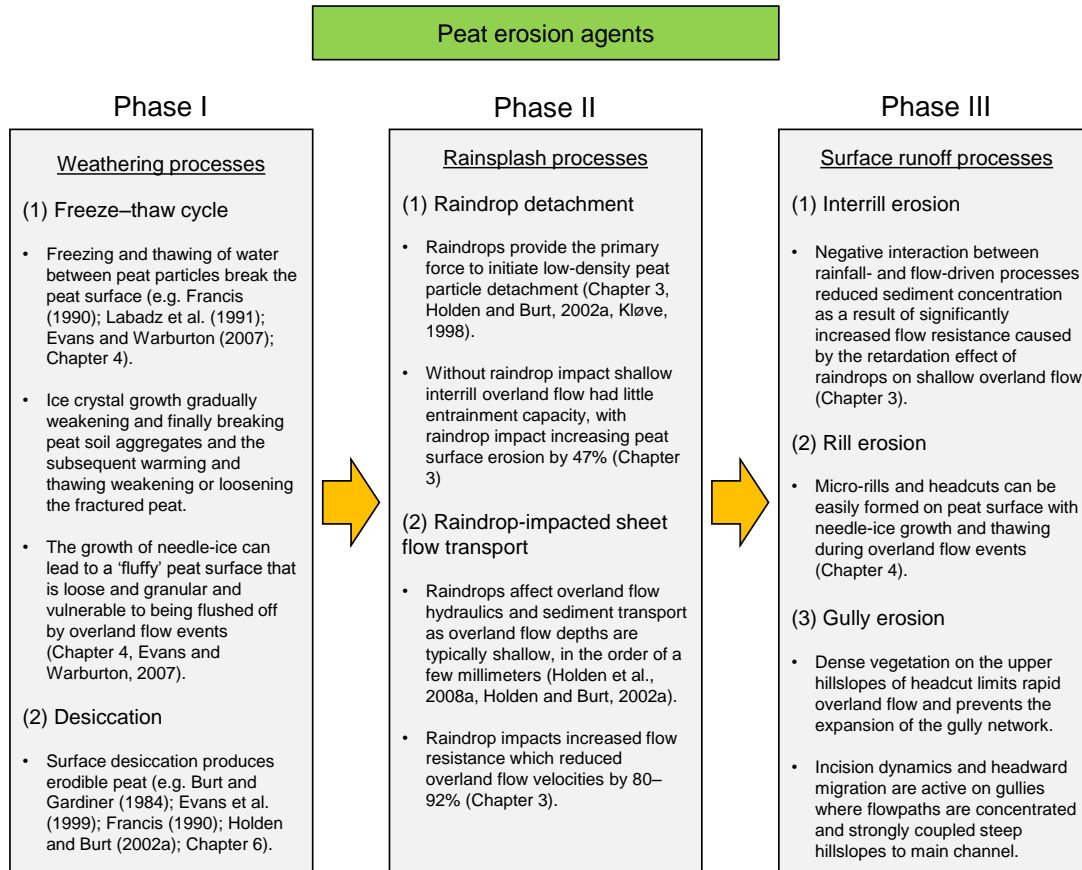 Peat erosion agents
Phase I
Weathering processes
(1) Freeze–thaw cycle
• Freezing and thawing of water
between peat particles break the
peat surface (e.g. Francis
(1990); Labadz et al. (1991);
Evans and Warburton (2007);
Chapter 4).
• Ice crystal growth gradually
weakening and finally breaking
peat soil aggregates and the
subsequent warming and
thawing weakening or loosening
the fractured peat.
• The growth of needle-ice can
lead to a ‘fluffy’ peat surface that
is loose and granular and
vulnerable to being flushed off
by overland flow events
(Chapter 4, Evans and
Warburton, 2007).
(2) Desiccation
• Surface desiccation produces
erodible peat (e.g. Burt and
Gardiner (1984); Evans et al.
(1999); Francis (1990); Holden
and Burt (2002a); Chapter 6).
Phase II
Rainsplash processes
(1) Raindrop detachment
• Raindrops provide the primary
force to initiate low-density peat
particle detachment (Chapter 3,
Holden and Burt, 2002a, Kløve,
1998).
• Without raindrop impact shallow
interrill overland flow had little
entrainment capacity, with
raindrop impact increasing peat
surface erosion by 47% (Chapter
3)
(2) Raindrop-impacted sheet
flow transport
• Raindrops affect overland flow
hydraulics and sediment transport
as overland flow depths are
typically shallow, in the order of a
few millimeters (Holden et al.,
2008a, Holden and Burt, 2002a).
• Raindrop impacts increased flow
resistance which reduced
overland flow velocities by 80–
92% (Chapter 3).
Phase III
Surface runoff processes
(1) Interrill erosion
• Negative interaction between
rainfall- and flow-driven processes
reduced sediment concentration
as a result of significantly
increased flow resistance caused
by the retardation effect of
raindrops on shallow overland flow
(Chapter 3).
(2) Rill erosion
• Micro-rills and headcuts can be
easily formed on peat surface with
needle-ice growth and thawing
during overland flow events
(Chapter 4).
(3) Gully erosion
• Dense vegetation on the upper
hillslopes of headcut limits rapid
overland flow and prevents the
expansion of the gully network.
• Incision dynamics and headward
migration are active on gullies
where flowpaths are concentrated
and strongly coupled steep
hillslopes to main channel.